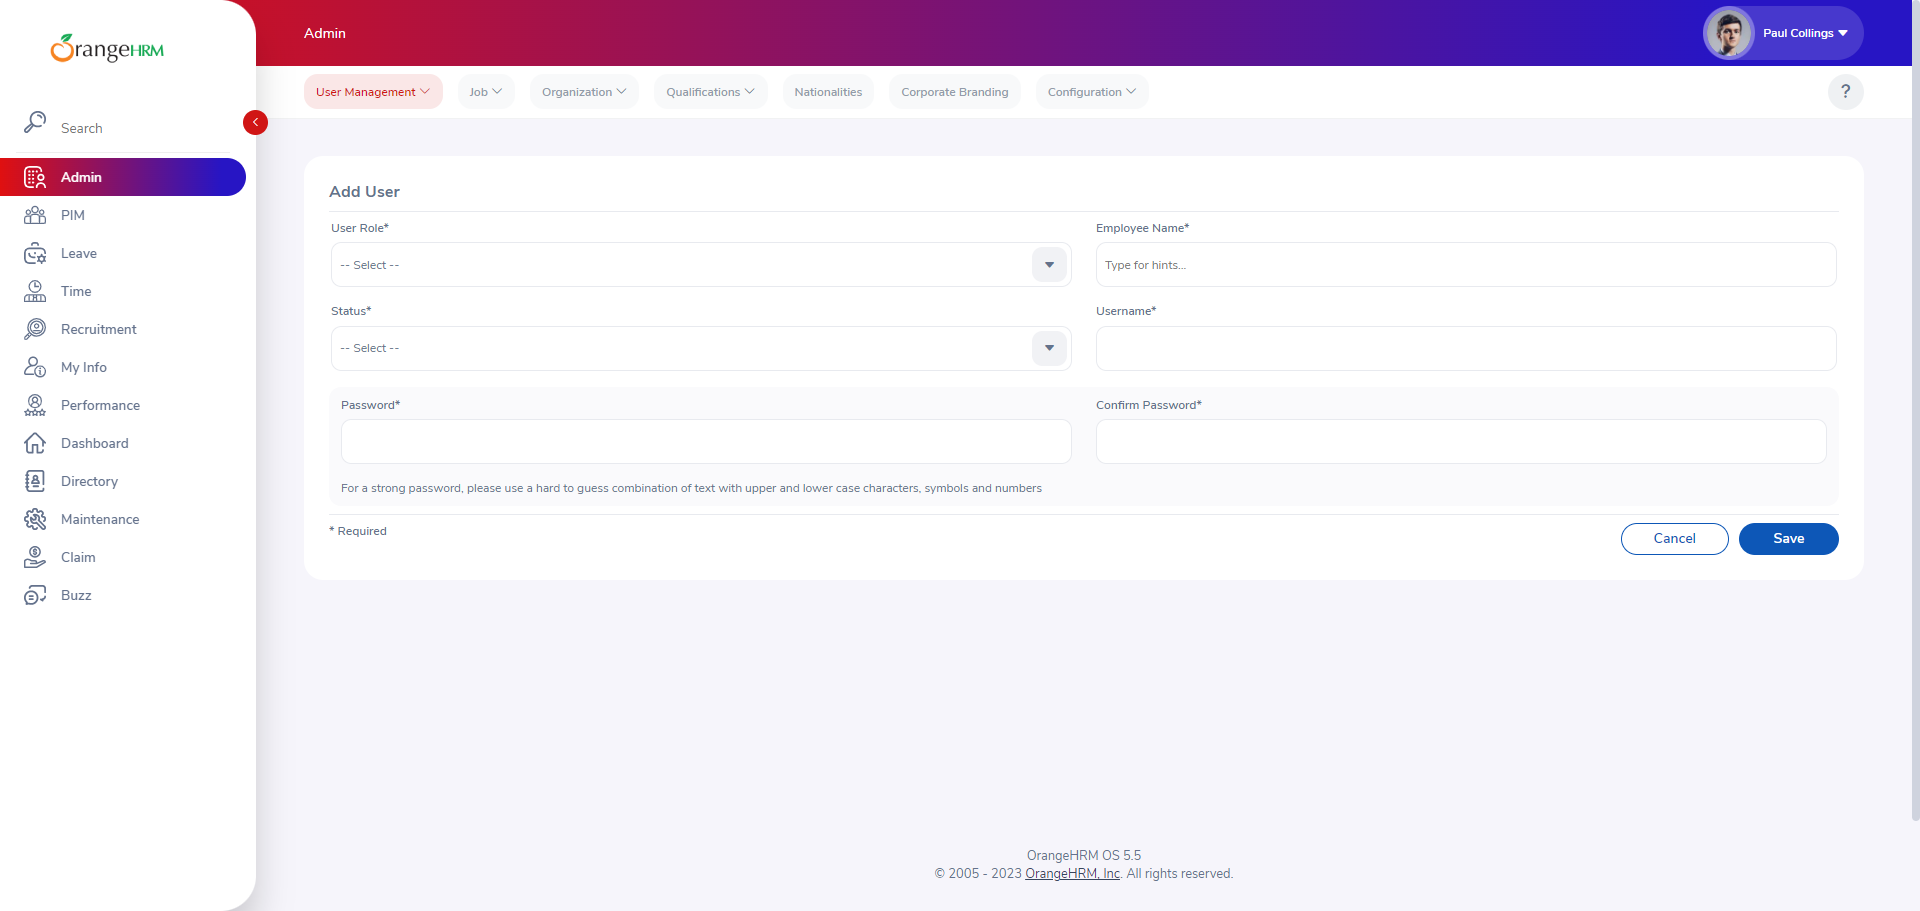 OrangeHRM
Search
Admin
PIM
Leave
Time
Recruitment
My Info
Performance
Dashboard
Directory
Maintenance
Claim
Buzz
Admin
Paul Collings
User Management
Job
Organization
Qualifications
Nationalities
Corporate Branding
Configuration
?
Add User
User Role*
-- Select --
Employee Name*
Type for hints...
Status*
-- Select --
Username*
Password*
Confirm Password*
For a strong password, please use a hard to guess combination of text with upper and lower case characters, symbols and numbers
* Required
Cancel
Save
OrangeHRM OS 5.5
© 2005 - 2023 OrangeHRM, Inc. All rights reserved.